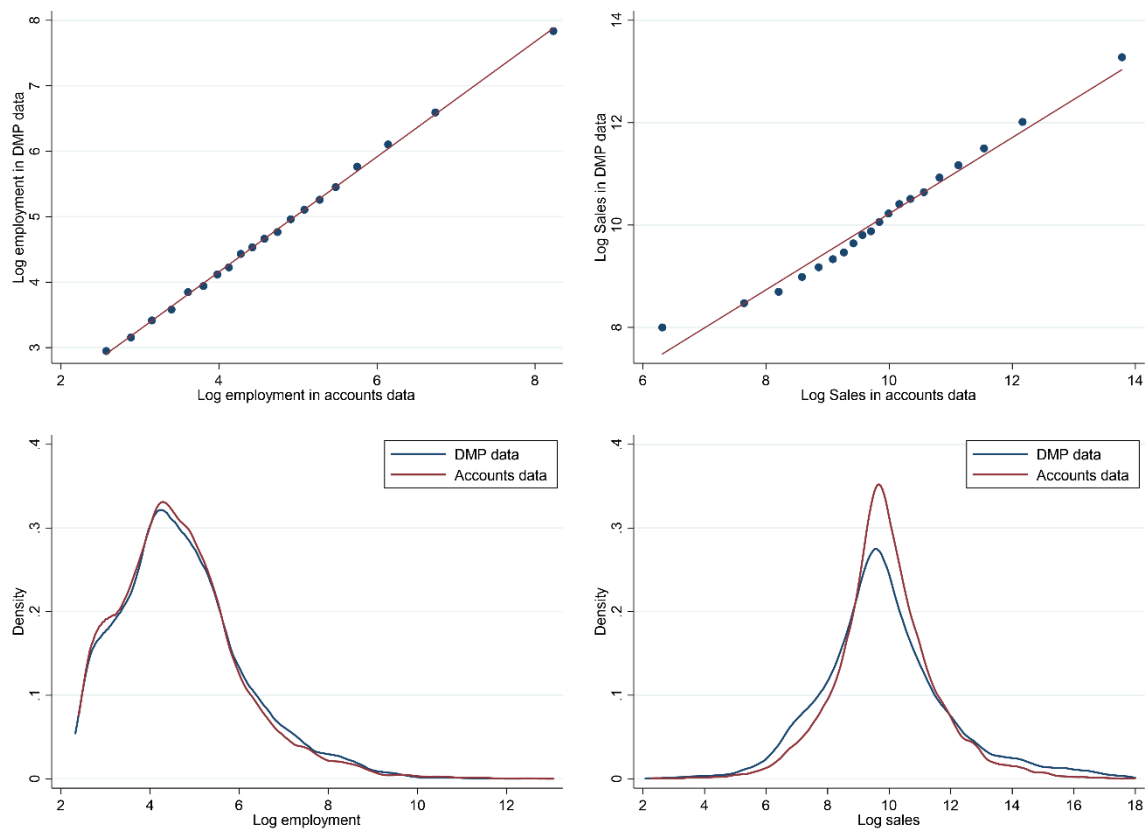 Log employment in DMP data
8
7
6
5
4
3
2 4 6 8
Log employment in accounts data
Log Sales in DMP data
14
12
10
8
6 8 10 12 14
Log Sales in accounts data
DMP data
Accounts data
Density
.4
.3
.2
.1
0
2 4 6 8 10 12
Log employment
DMP data
Accounts data
Density
.4
.3
.2
.1
0
2 4 6 8 10 12 14 16 18
Log sales